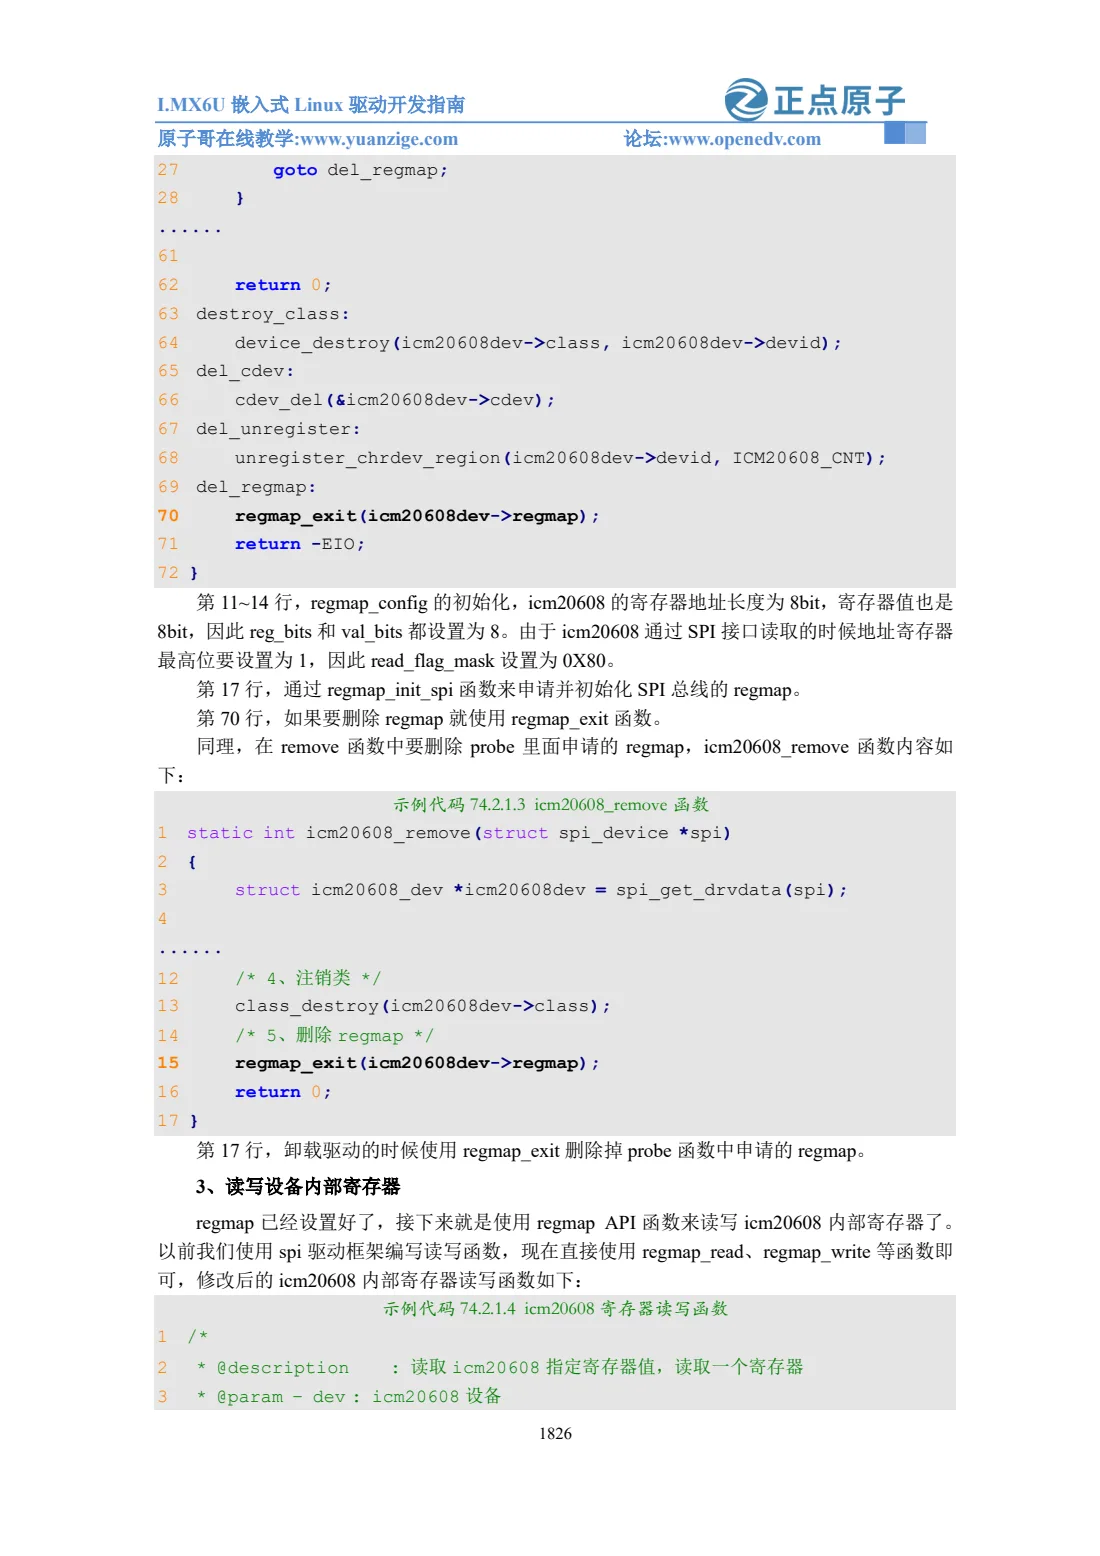 I.MX6U 嵌入式 Linux 驱动开发指南
正点原子
原子哥在线教学:www.yuanzige.com 论坛:www.openedv.com
27 goto del_regmap;
28 }
......
61
62 return 0;
63 destroy_class:
64 device_destroy(icm20608dev->class, icm20608dev->devid);
65 del_cdev:
66 cdev_del(&icm20608dev->cdev);
67 del_unregister:
68 unregister_chrdev_region(icm20608dev->devid, ICM20608_CNT);
69 del_regmap:
70 regmap_exit(icm20608dev->regmap);
71 return -EIO;
72 }
第 11~14 行，regmap_config 的初始化，icm20608 的寄存器地址长度为 8bit，寄存器值也是
8bit，因此 reg_bits 和 val_bits 都设置为 8。由于 icm20608 通过 SPI 接口读取的时候地址寄存器
最高位要设置为 1，因此 read_flag_mask 设置为 0X80。
第 17 行，通过 regmap_init_spi 函数来申请并初始化 SPI 总线的 regmap。
第 70 行，如果要删除 regmap 就使用 regmap_exit 函数。
同理，在 remove 函数中要删除 probe 里面申请的 regmap，icm20608_remove 函数内容如
下：
示例代码 74.2.1.3 icm20608_remove 函数
1 static int icm20608_remove(struct spi_device *spi)
2 {
3 struct icm20608_dev *icm20608dev = spi_get_drvdata(spi);
4
......
12 /* 4、注销类 */
13 class_destroy(icm20608dev->class);
14 /* 5、删除 regmap */
15 regmap_exit(icm20608dev->regmap);
16 return 0;
17 }
第 17 行，卸载驱动的时候使用 regmap_exit 删除掉 probe 函数中申请的 regmap。
3、读写设备内部寄存器
regmap 已经设置好了，接下来就是使用 regmap API 函数来读写 icm20608 内部寄存器了。
以前我们使用 spi 驱动框架编写读写函数，现在直接使用 regmap_read、regmap_write 等函数即
可，修改后的 icm20608 内部寄存器读写函数如下：
示例代码 74.2.1.4 icm20608 寄存器读写函数
1 /*
2 * @description : 读取 icm20608 指定寄存器值，读取一个寄存器
3 * @param - dev : icm20608 设备
1826